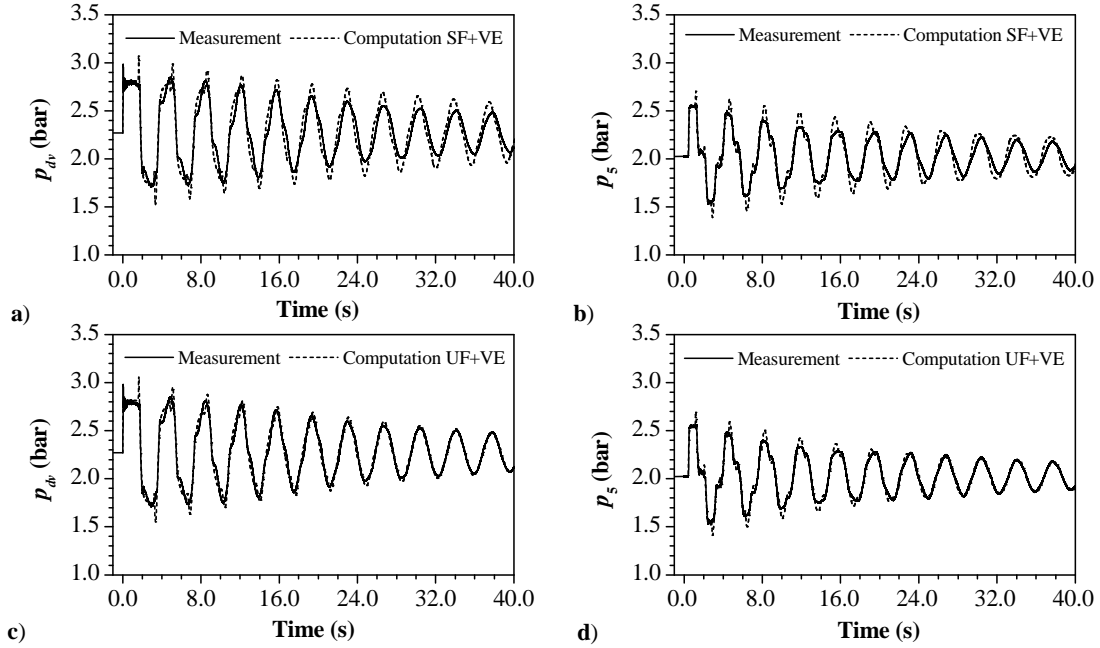 3.5
3.0
2.5
2.0
1.5
1.0
p_dv (bar)
Measurement
Computation SF+VE
0.0 8.0 16.0 24.0 32.0 40.0
Time (s)
a)
3.5
3.0
2.5
2.0
1.5
1.0
p_5 (bar)
Measurement
Computation SF+VE
0.0 8.0 16.0 24.0 32.0 40.0
Time (s)
b)
3.5
3.0
2.5
2.0
1.5
1.0
p_dv (bar)
Measurement
Computation UF+VE
0.0 8.0 16.0 24.0 32.0 40.0
Time (s)
c)
3.5
3.0
2.5
2.0
1.5
1.0
p_5 (bar)
Measurement
Computation UF+VE
0.0 8.0 16.0 24.0 32.0 40.0
Time (s)
d)